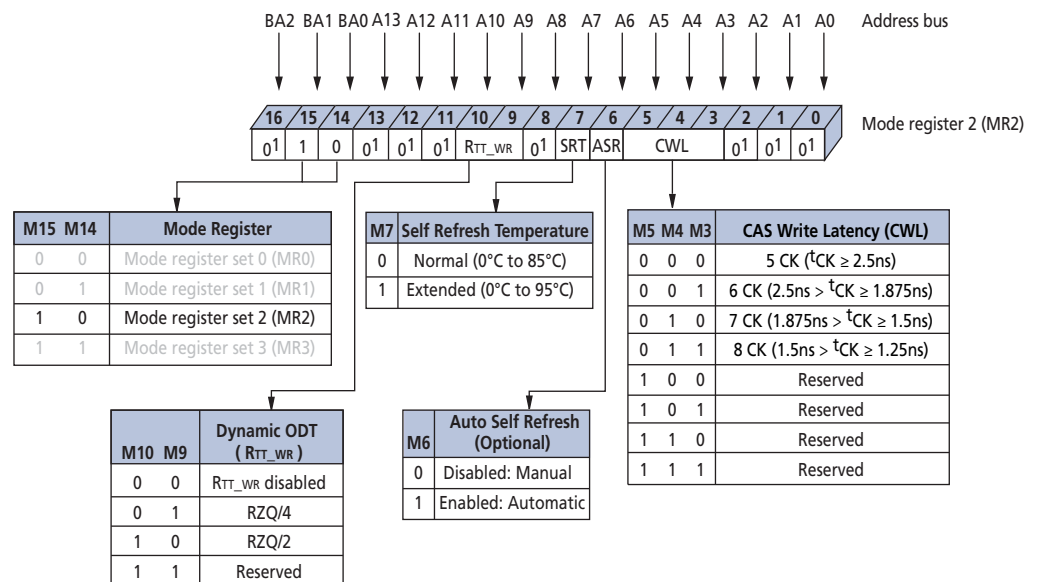 BA2 BA1 BA0 A13 A12 A11 A10 A9 A8 A7 A6 A5 A4 A3 A2 A1 A0 Address bus
16 15 14 13 12 11 10 9 8 7 6 5 4 3 2 1 0
Mode register 2 (MR2)
0¹ 1 0 0¹ 0¹ 0¹ RTT_WR 0¹ SRT ASR CWL 0¹ 0¹ 0¹
M15 M14 Mode Register
0 0 Mode register set 0 (MR0)
0 1 Mode register set 1 (MR1)
1 0 Mode register set 2 (MR2)
1 1 Mode register set 3 (MR3)
M7 Self Refresh Temperature
0 Normal (0°C to 85°C)
1 Extended (0°C to 95°C)
M5 M4 M3 CAS Write Latency (CWL)
0 0 0 5 CK (tCK ≥ 2.5ns)
0 0 1 6 CK (2.5ns > tCK ≥ 1.875ns)
0 1 0 7 CK (1.875ns > tCK ≥ 1.5ns)
0 1 1 8 CK (1.5ns > tCK ≥ 1.25ns)
1 0 0 Reserved
1 0 1 Reserved
1 1 0 Reserved
1 1 1 Reserved
M10 M9 Dynamic ODT
( RTT_WR )
0 0 RTT_WR disabled
0 1 RZQ/4
1 0 RZQ/2
1 1 Reserved
M6 Auto Self Refresh
(Optional)
0 Disabled: Manual
1 Enabled: Automatic